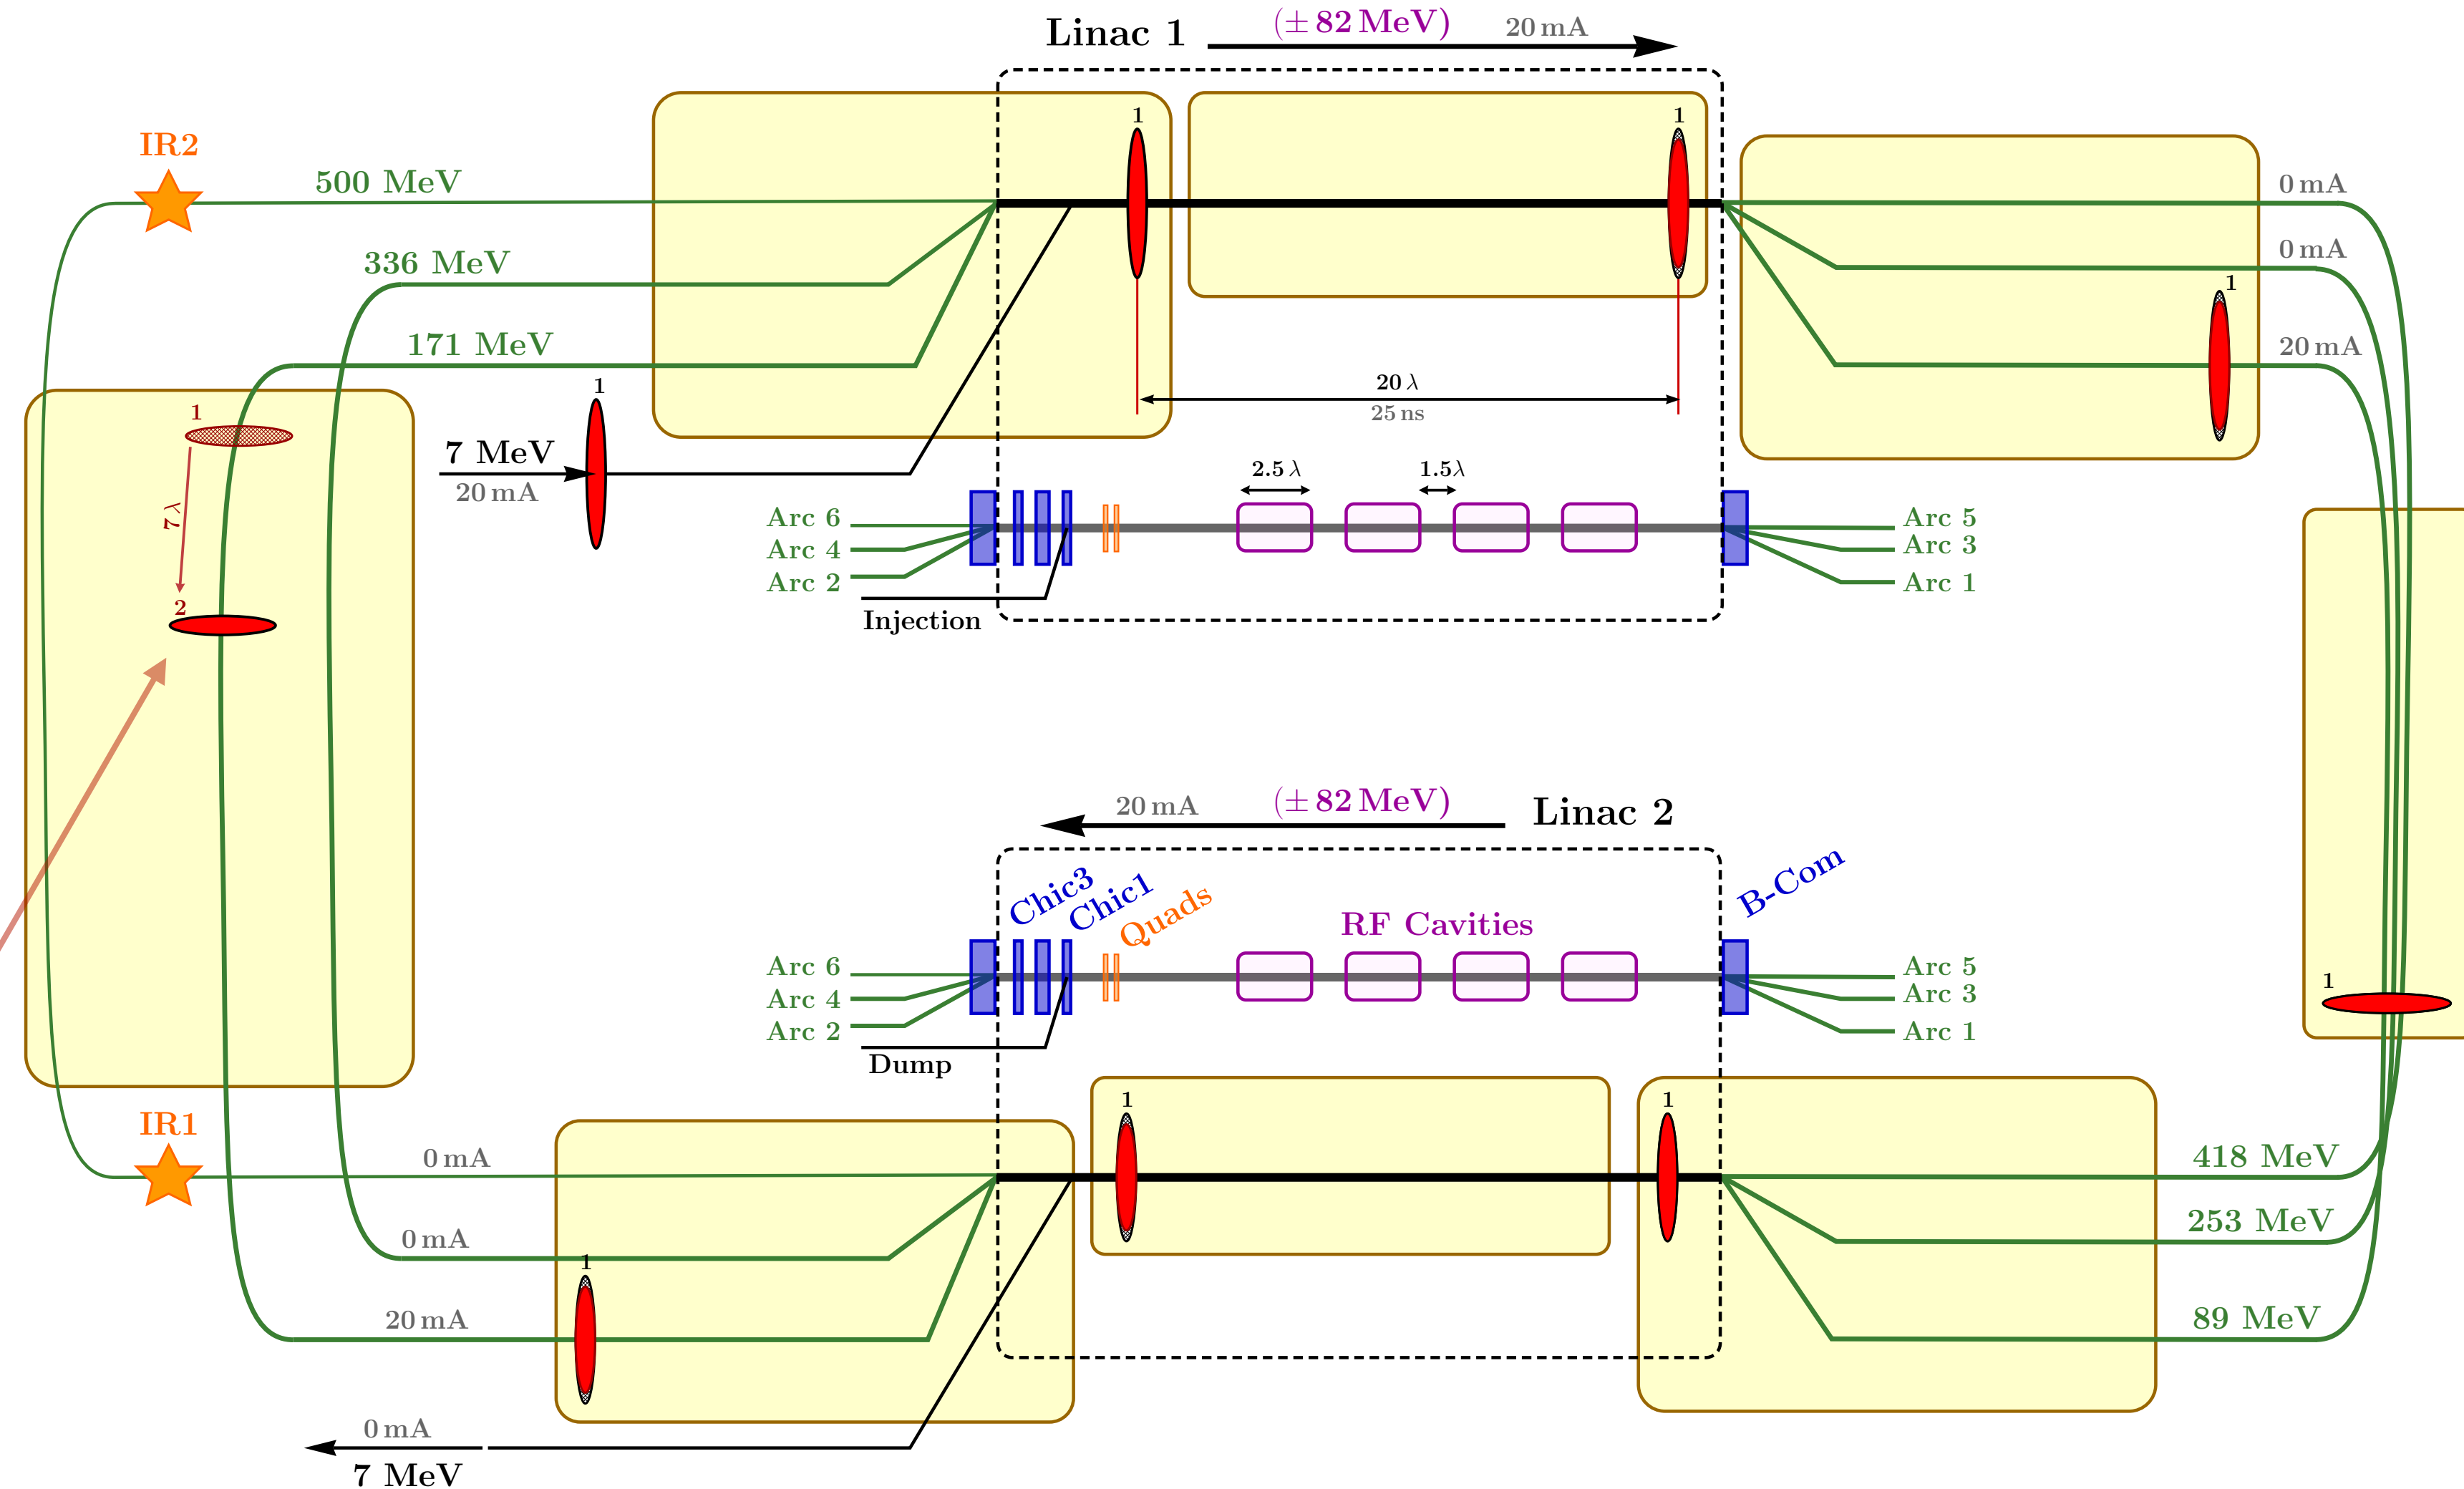 Linac 1
(± 82 MeV)
20 mA
IR2
500 MeV
336 MeV
171 MeV
1
1
0 mA
0 mA
1
20 mA
20 λ
25 ns
1
7 MeV
20 mA
1
7 λ
2
2.5 λ
1.5λ
Arc 6
Arc 4
Arc 2
Injection
Arc 5
Arc 3
Arc 1
20 mA
(± 82 MeV)
Linac 2
Chic3
Chic1
Quads
RF Cavities
B-Com
Arc 6
Arc 4
Arc 2
Dump
Arc 5
Arc 3
Arc 1
1
IR1
0 mA
0 mA
20 mA
1
1
1
418 MeV
253 MeV
89 MeV
0 mA
7 MeV